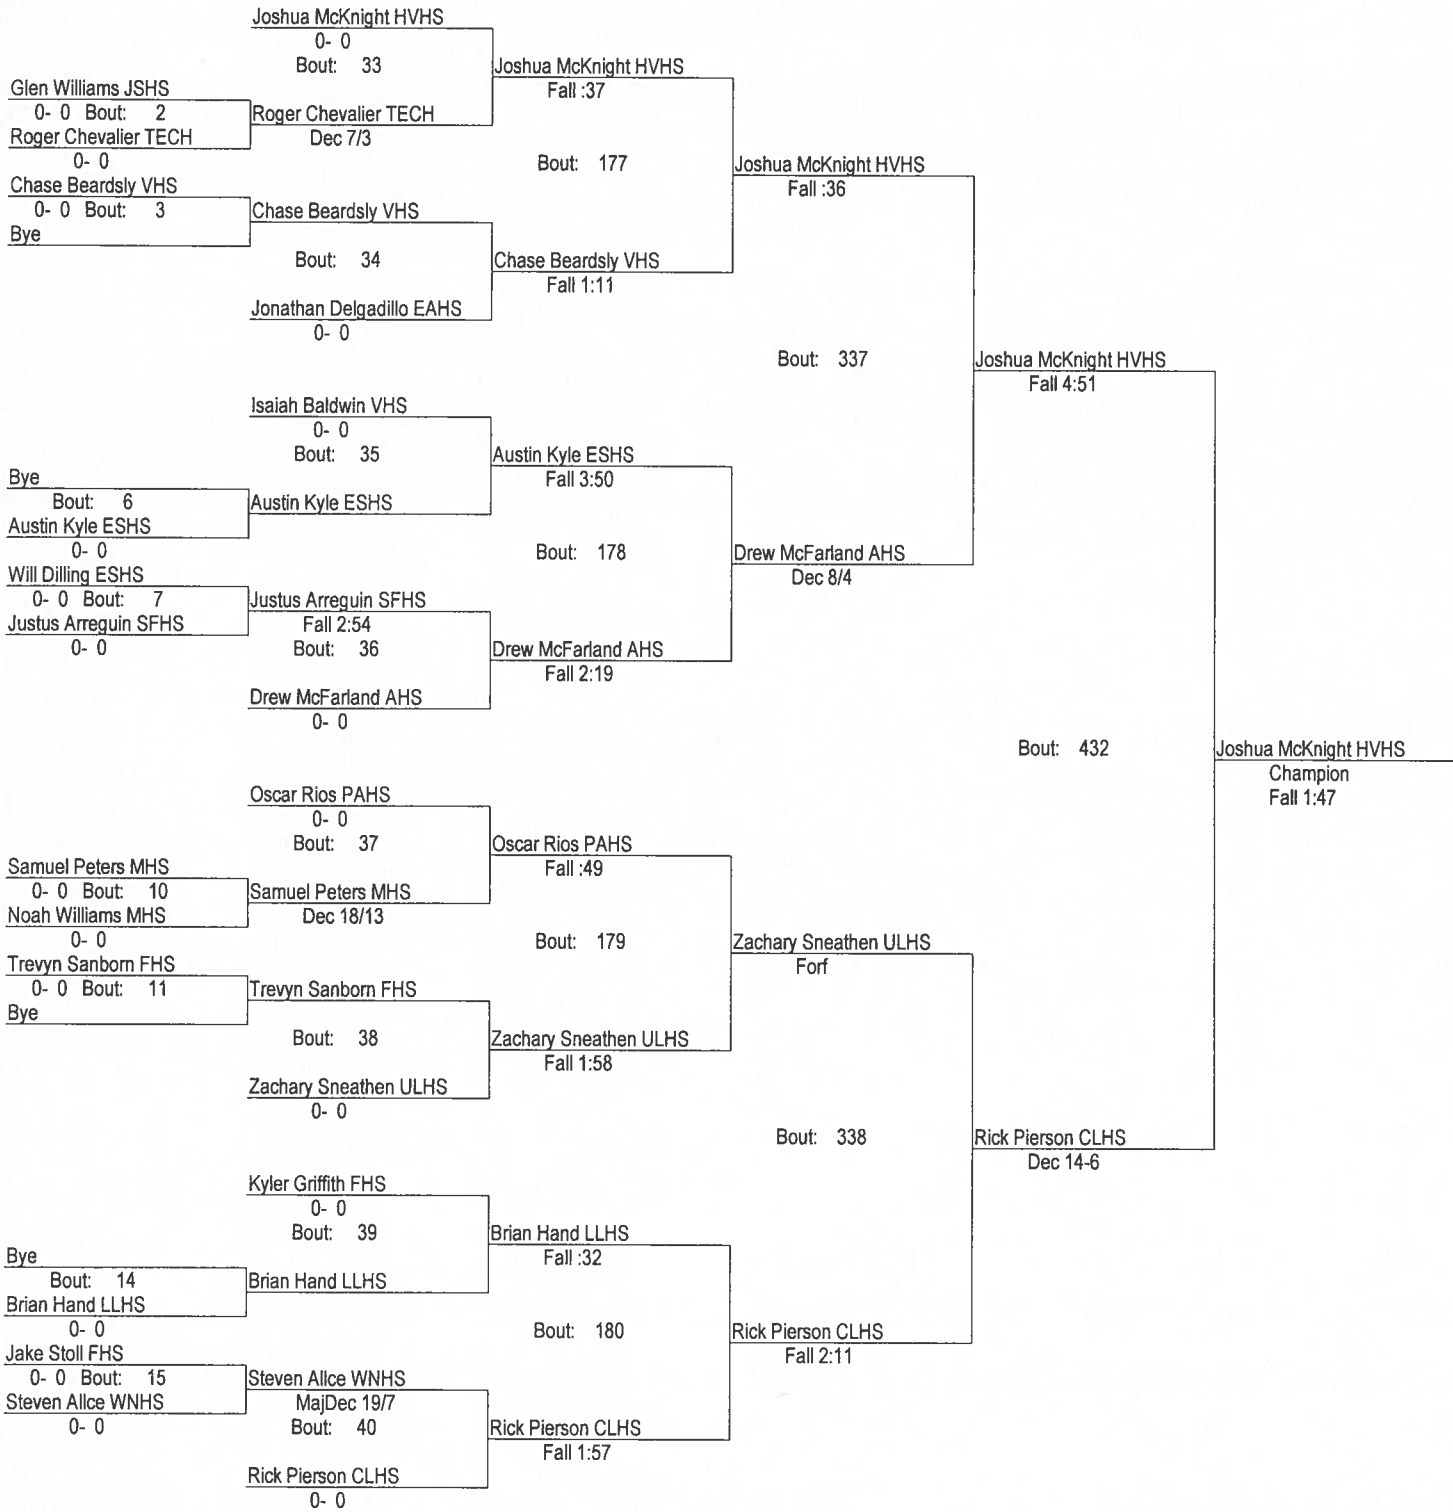 Joshua McKnight HVHS
0- 0
Bout: 33
Joshua McKnight HVHS
Fall :37
Glen Williams JSHS
0- 0 Bout: 2
Roger Chevalier TECH
Roger Chevalier TECH
Dec 7/3
0- 0
Bout: 177
Joshua McKnight HVHS
Fall :36
Chase Beardsly VHS
0- 0 Bout: 3
Chase Beardsly VHS
Bye
Bout: 34
Chase Beardsly VHS
Fall 1:11
Jonathan Delgadillo EAHS
0- 0
Bout: 337
Joshua McKnight HVHS
Fall 4:51
Isaiah Baldwin VHS
0- 0
Bout: 35
Austin Kyle ESHS
Fall 3:50
Bye
Bout: 6
Austin Kyle ESHS
Austin Kyle ESHS
0- 0
Bout: 178
Drew McFarland AHS
Dec 8/4
Will Dilling ESHS
0- 0 Bout: 7
Justus Arreguin SFHS
Justus Arreguin SFHS
Fall 2:54
0- 0
Bout: 36
Drew McFarland AHS
Fall 2:19
Drew McFarland AHS
0- 0
Bout: 432
Joshua McKnight HVHS
Champion
Fall 1:47
Oscar Rios PAHS
0- 0
Bout: 37
Oscar Rios PAHS
Fall :49
Samuel Peters MHS
0- 0 Bout: 10
Samuel Peters MHS
Noah Williams MHS
Dec 18/13
0- 0
Bout: 179
Zachary Sneathen ULHS
Forf
Trevyn Sanborn FHS
0- 0 Bout: 11
Trevyn Sanborn FHS
Bye
Bout: 38
Zachary Sneathen ULHS
Fall 1:58
Zachary Sneathen ULHS
0- 0
Bout: 338
Rick Pierson CLHS
Dec 14-6
Kyler Griffith FHS
0- 0
Bout: 39
Brian Hand LLHS
Fall :32
Bye
Bout: 14
Brian Hand LLHS
Brian Hand LLHS
0- 0
Bout: 180
Rick Pierson CLHS
Fall 2:11
Jake Stoll FHS
0- 0 Bout: 15
Steven Allce WNHS
Steven Allce WNHS
MajDec 19/7
0- 0
Bout: 40
Rick Pierson CLHS
Fall 1:57
Rick Pierson CLHS
0- 0